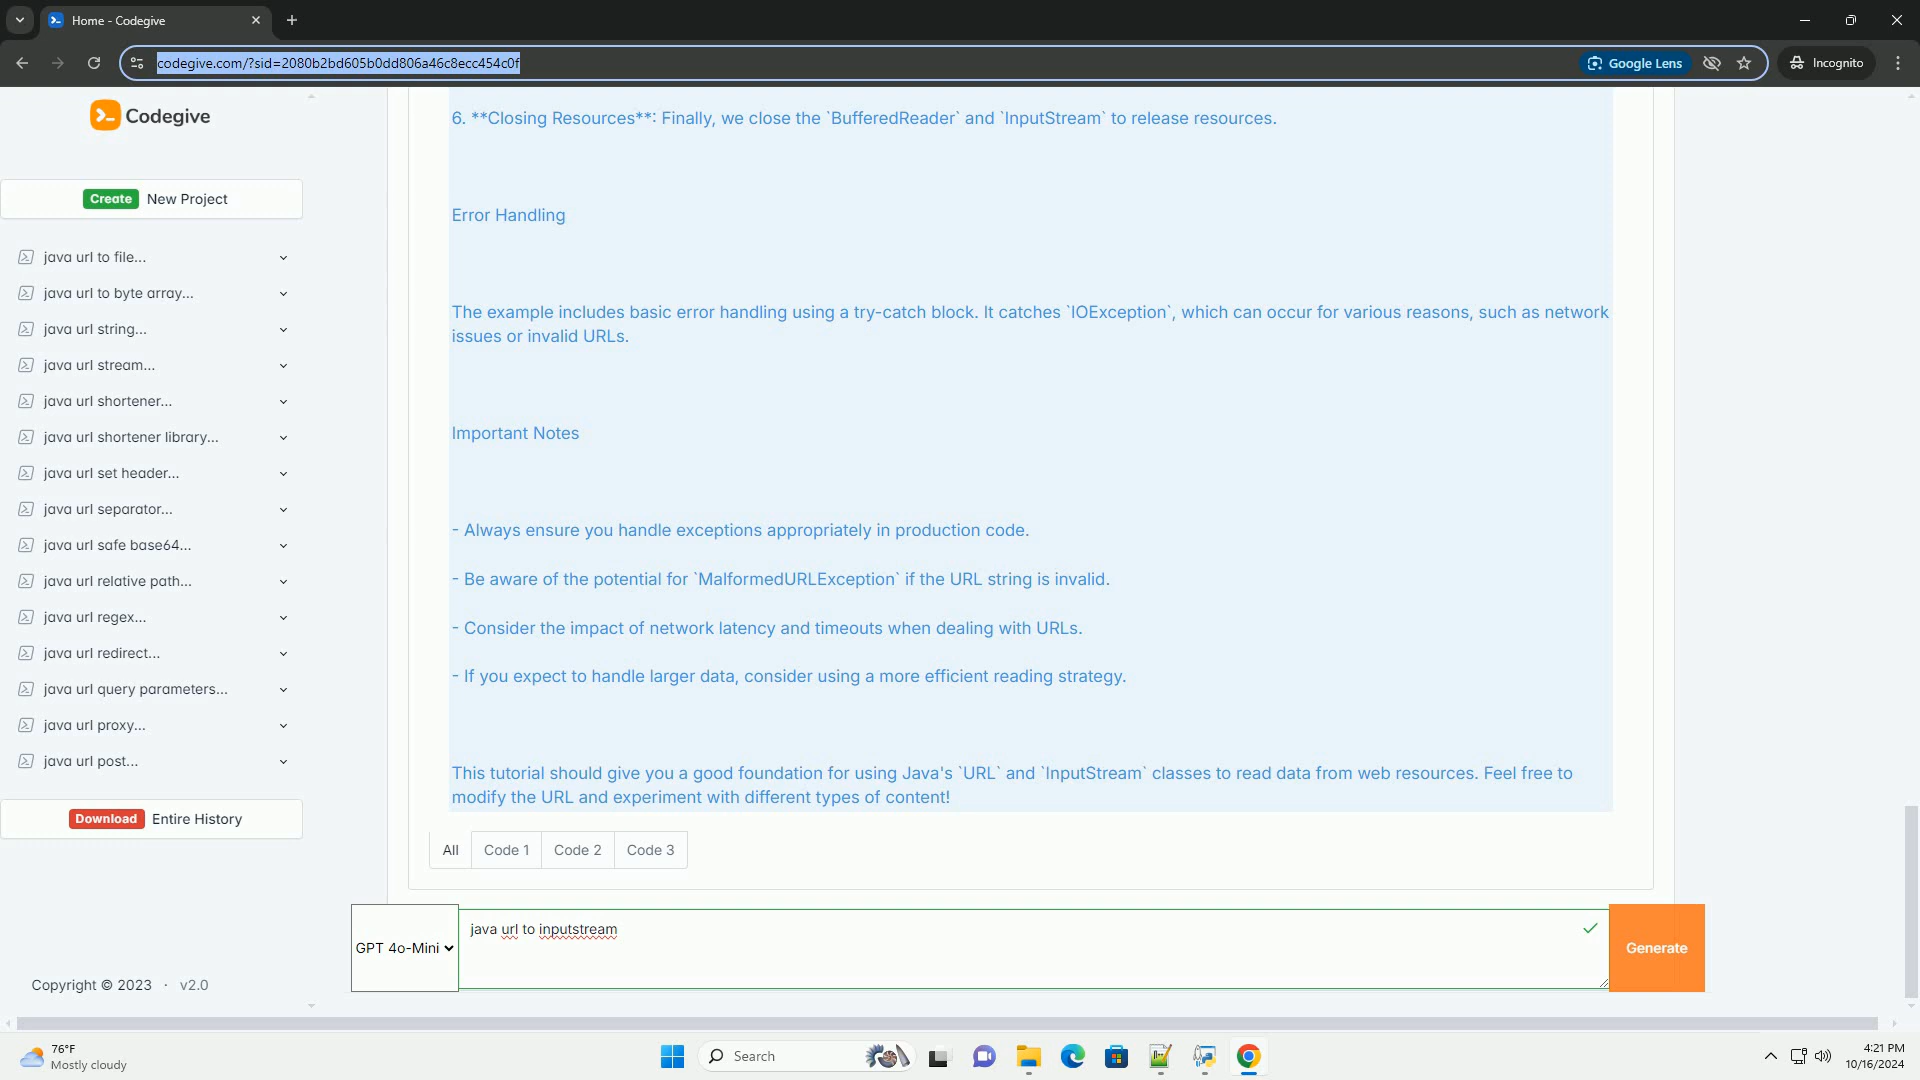 Home - Codegive
codegive.com/?sid=2080b2bd605b0dd806a46c8ecc454c0f
Google Lens
Incognito
Codegive
Create New Project
java url to file...
java url to byte array...
java url string...
java url stream...
java url shortener...
java url shortener library...
java url set header...
java url separator...
java url safe base64...
java url relative path...
java url regex...
java url redirect...
java url query parameters...
java url proxy...
java url post...
Download Entire History
Copyright © 2023 · v2.0
6. **Closing Resources**: Finally, we close the `BufferedReader` and `InputStream` to release resources.
Error Handling
The example includes basic error handling using a try-catch block. It catches `IOException`, which can occur for various reasons, such as network
issues or invalid URLs.
Important Notes
- Always ensure you handle exceptions appropriately in production code.
- Be aware of the potential for `MalformedURLException` if the URL string is invalid.
- Consider the impact of network latency and timeouts when dealing with URLs.
- If you expect to handle larger data, consider using a more efficient reading strategy.
This tutorial should give you a good foundation for using Java's `URL` and `InputStream` classes to read data from web resources. Feel free to
modify the URL and experiment with different types of content!
All Code 1 Code 2 Code 3
GPT 4o-Mini
java url to inputstream
Generate
76°F
Mostly cloudy
Search
4:21 PM
10/16/2024